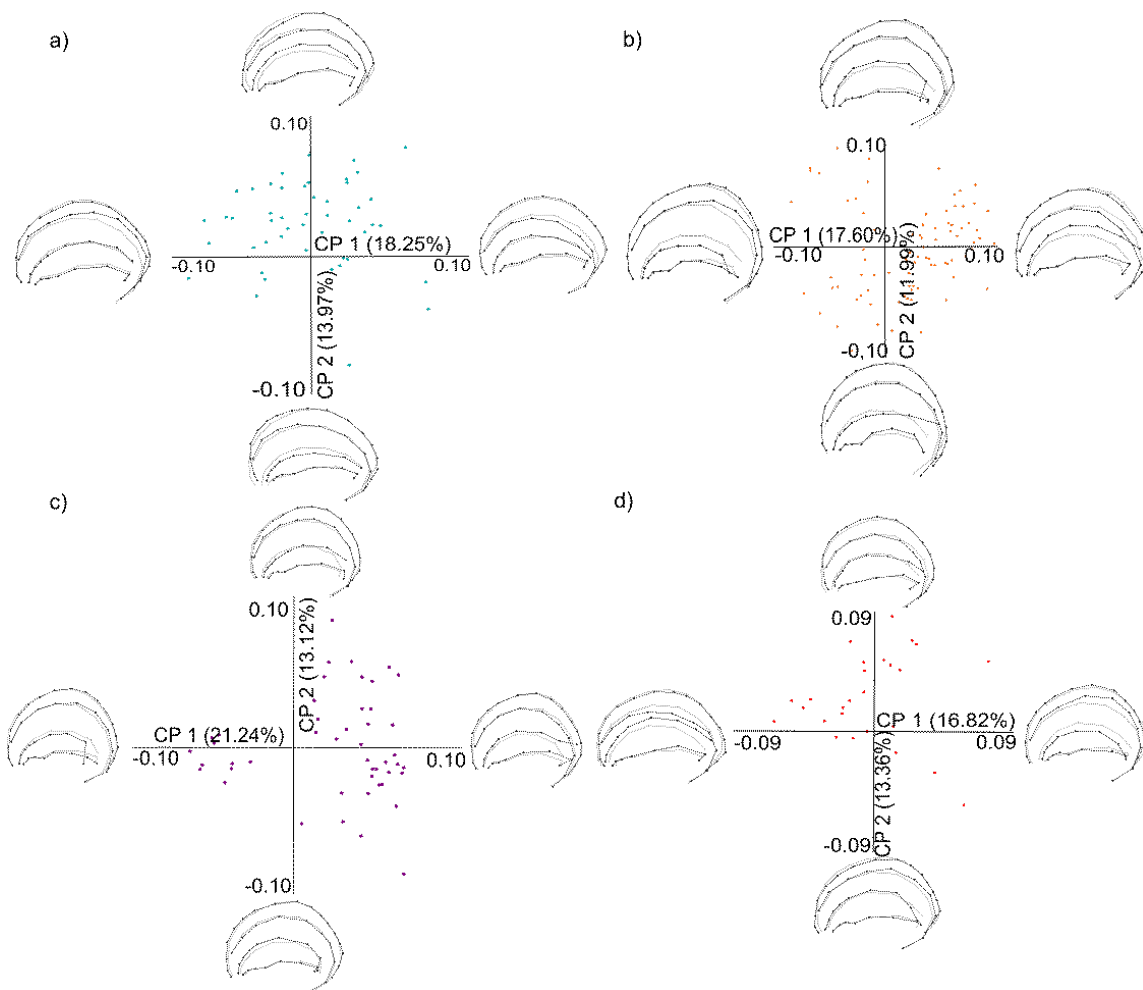 a)
0.10
CP 1 (18.25%)
-0.10
0.10
CP 2 (13.97%)
-0.10
b)
0.10
CP 1 (17.60%)
-0.10
0.10
CP 2 (11.99%)
-0.10
c)
0.10
CP 2 (13.12%)
CP 1 (21.24%)
-0.10
0.10
-0.10
d)
0.09
CP 1 (16.82%)
-0.09
0.09
CP 2 (13.36%)
-0.09